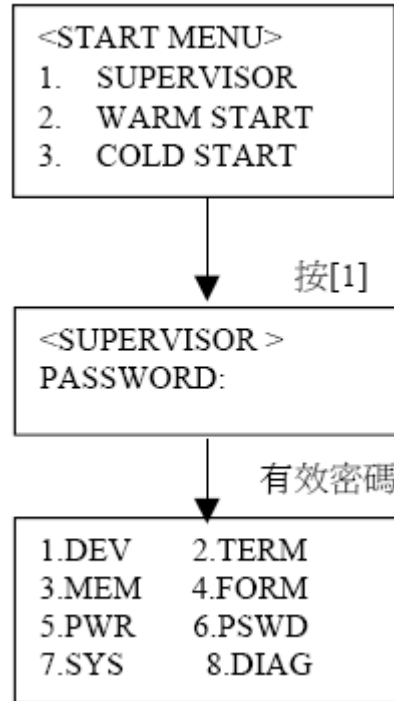 <START MENU>
1. SUPERVISOR
2. WARM START
3. COLD START
按[1]
<SUPERVISOR >
PASSWORD:
有效密碼
1.DEV 2.TERM
3.MEM 4.FORM
5.PWR 6.PSWD
7.SYS 8.DIAG